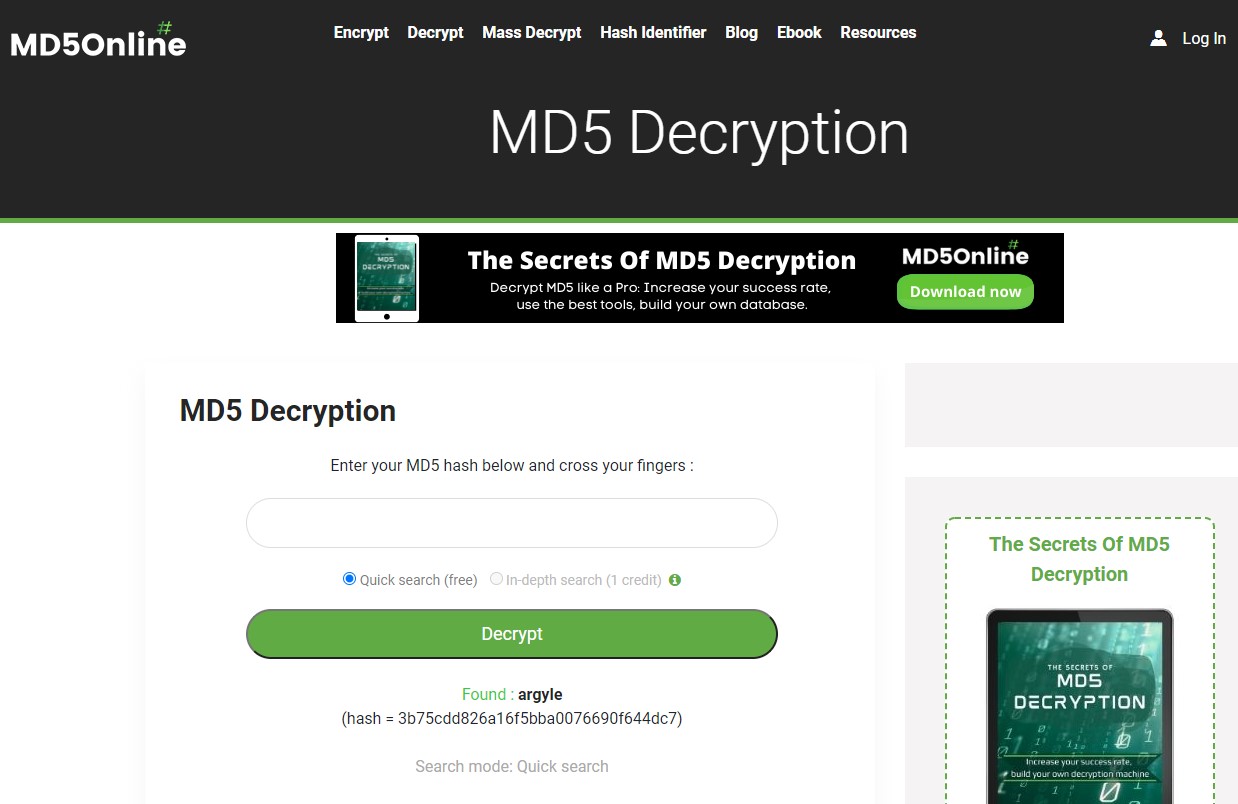 MD5Online#
Encrypt Decrypt Mass Decrypt Hash Identifier Blog Ebook Resources
Log In
MD5 Decryption
THE SECRETS OF
MD5
DECRYPTION
The Secrets Of MD5 Decryption
Decrypt MD5 like a Pro: Increase your success rate,
use the best tools, build your own database.
MD5Online#
Download now
MD5 Decryption
Enter your MD5 hash below and cross your fingers :
Quick search (free) In-depth search (1 credit)
Decrypt
Found : argyle
(hash = 3b75cdd826a16f5bba0076690f644dc7)
Search mode: Quick search
The Secrets Of MD5
Decryption
THE SECRETS OF
MD5
DECRYPTION
Increase your success rate,
build your own decryption machine